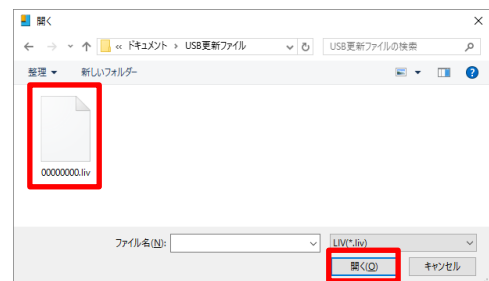 開く
« ドキュメント › USB更新ファイル
USB更新ファイルの検索
整理 新しいフォルダー
00000000.liv
ファイル名(N):
LIV(*.liv)
開く(O) キャンセル